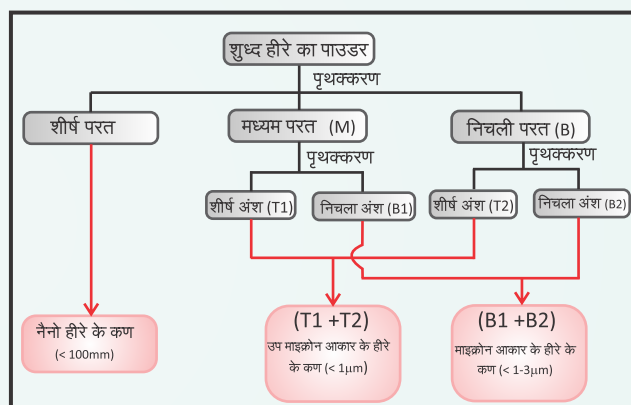 शुध्द हीरे का पाउडर
पृथक्करण
शीर्ष परत
मध्यम परत (M)
निचली परत (B)
पृथक्करण
पृथक्करण
शीर्ष अंश (T1)
निचला अंश (B1)
शीर्ष अंश (T2)
निचला अंश (B2)
नैनो हीरे के कण
(< 100mm)
(T1 +T2)
उप माइक्रोन आकार के हीरे
के कण (< 1µm)
(B1 +B2)
माइक्रोन आकार के हीरे के
कण (< 1-3µm)